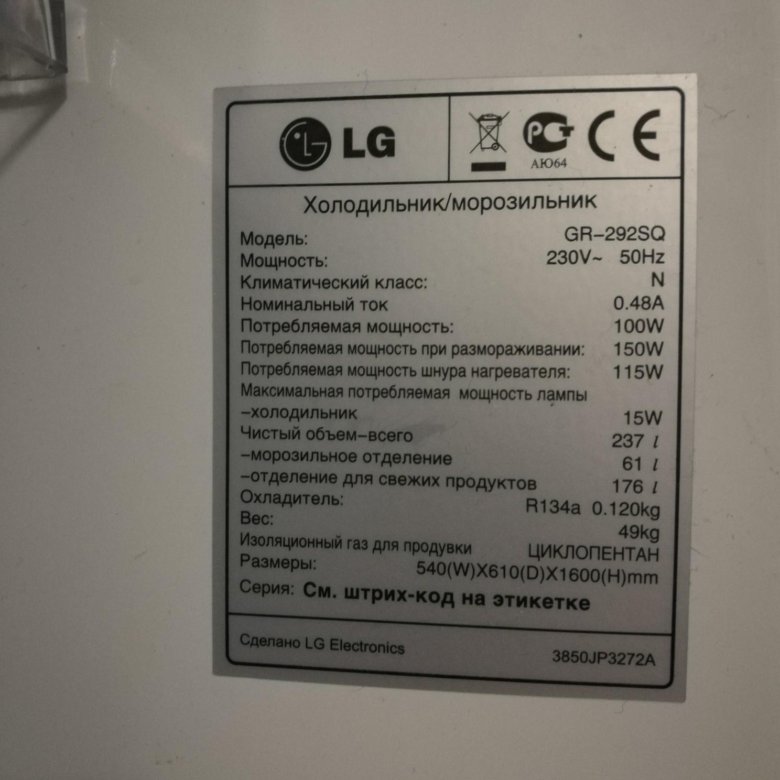 LG
РСТ
АЮ64
CE
Холодильник/морозильник
Модель: GR-292SQ
Мощность: 230V~ 50Hz
Климатический класс: N
Номинальный ток 0.48A
Потребляемая мощность: 100W
Потребляемая мощность при размораживании: 150W
Потребляемая мощность шнура нагревателя: 115W
Максимальная потребляемая мощность лампы
-холодильник 15W
Чистый объем-всего 237 l
-морозильное отделение 61 l
-отделение для свежих продуктов 176 l
Охладитель: R134a 0.120kg
Вес: 49kg
Изоляционный газ для продувки ЦИКЛОПЕНТАН
Размеры: 540(W)X610(D)X1600(H)mm
Серия: См. штрих-код на этикетке
Сделано LG Electronics 3850JP3272A